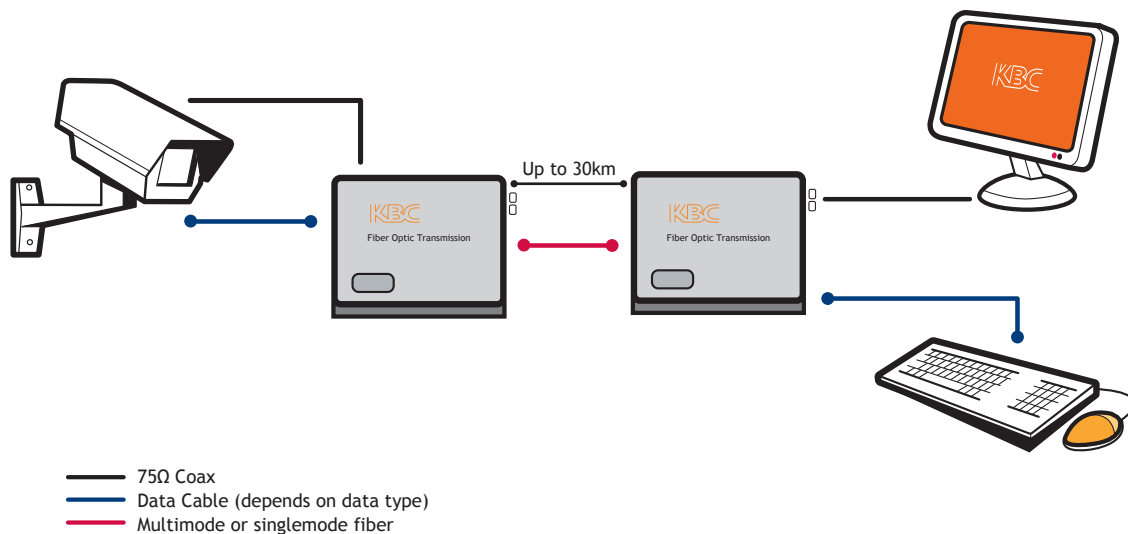 KBC
Up to 30km
KBC
Fiber Optic Transmission
KBC
Fiber Optic Transmission
75Ω Coax
Data Cable (depends on data type)
Multimode or singlemode fiber